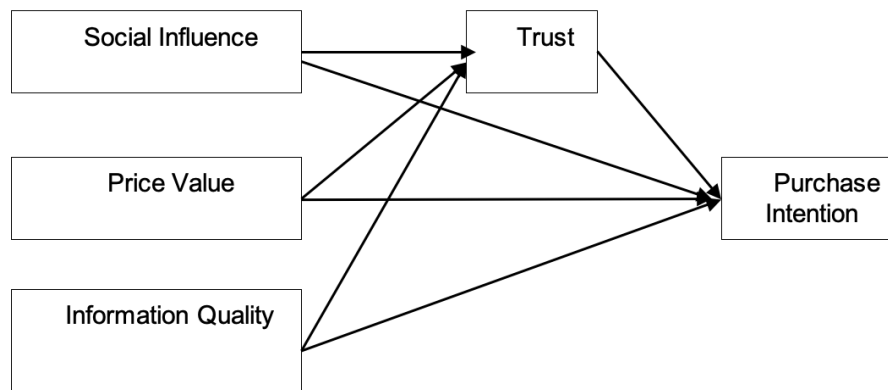 Social Influence
Trust
Price Value
Purchase
Intention
Information Quality